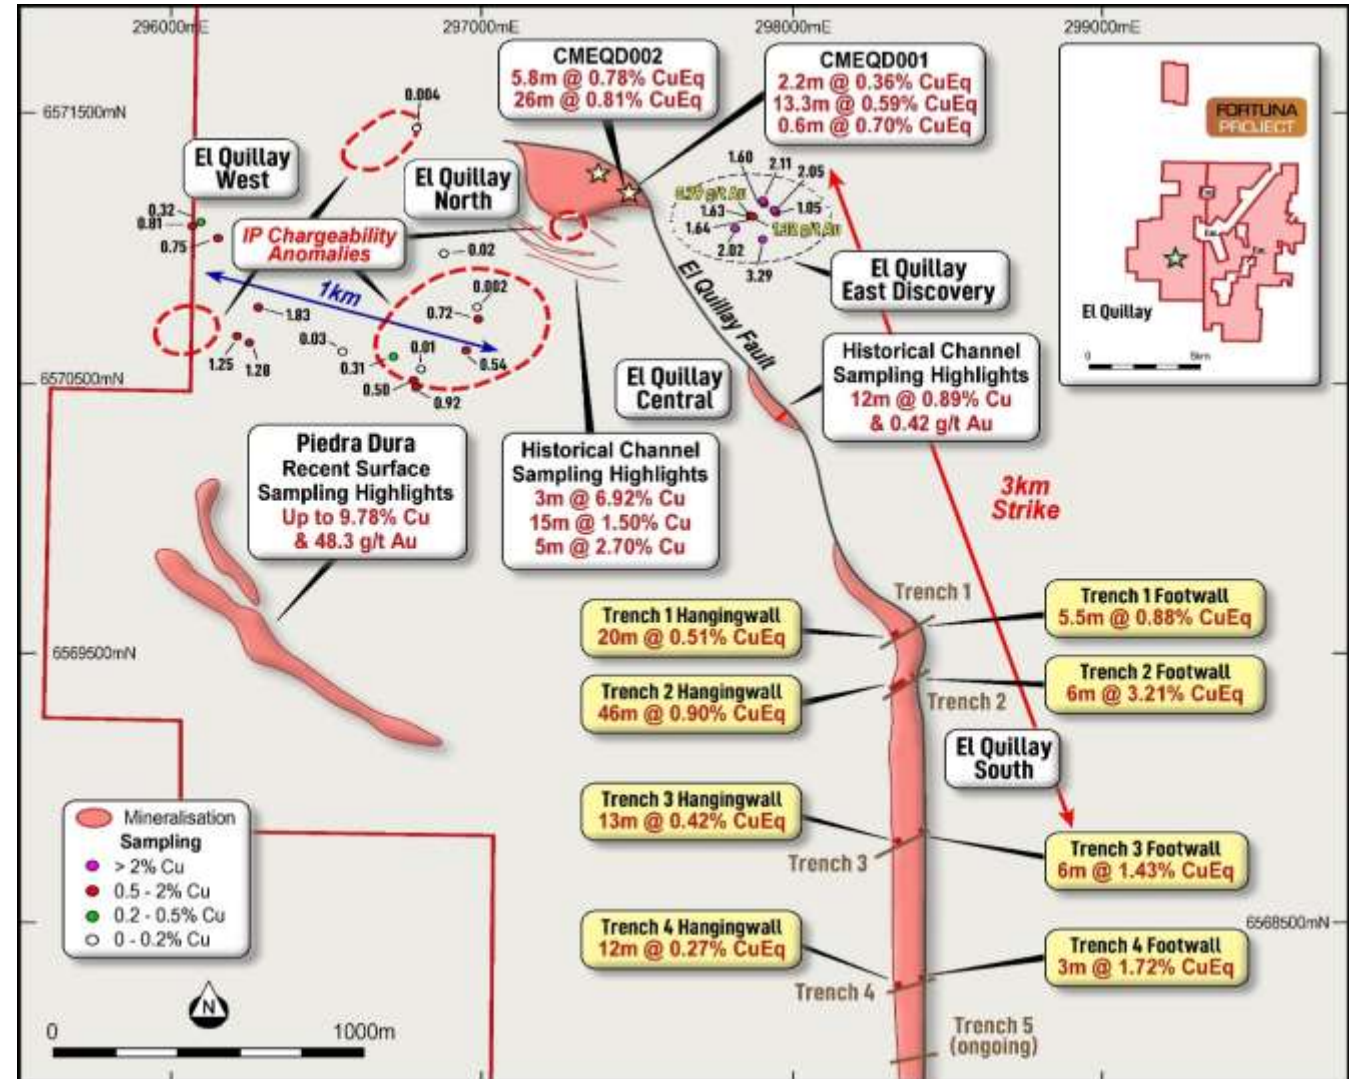 296000mE
297000mE
298000mE
299000mE
6571500mN
CMEQD002
5.8m @ 0.78% CuEq
26m @ 0.81% CuEq
CMEQD001
2.2m @ 0.36% CuEq
13.3m @ 0.59% CuEq
0.6m @ 0.70% CuEq
FORTUNA
PROJECT
El Quillay
0
5km
0.004
El Quillay
West
El Quillay
North
0.32
0.81
0.75
IP Chargeability
Anomalies
0.02
1.60
2.11
2.05
1.63
1.05
1.64
2.02
3.29
El Quillay
East Discovery
1km
0.002
0.72
1.83
0.03
0.01
1.25
1.28
0.31
0.54
0.50
0.92
6570500mN
El Quillay Fault
El Quillay
Central
Historical Channel
Sampling Highlights
12m @ 0.89% Cu
& 0.42 g/t Au
Piedra Dura
Recent Surface
Sampling Highlights
Up to 9.78% Cu
& 48.3 g/t Au
Historical Channel
Sampling Highlights
3m @ 6.92% Cu
15m @ 1.50% Cu
5m @ 2.70% Cu
3km
Strike
Trench 1
Trench 1 Hangingwall
20m @ 0.51% CuEq
Trench 1 Footwall
5.5m @ 0.88% CuEq
6569500mN
Trench 2 Hangingwall
46m @ 0.90% CuEq
Trench 2
Trench 2 Footwall
6m @ 3.21% CuEq
El Quillay
South
Trench 3 Hangingwall
13m @ 0.42% CuEq
Trench 3
Trench 3 Footwall
6m @ 1.43% CuEq
Mineralisation
Sampling
> 2% Cu
0.5 - 2% Cu
0.2 - 0.5% Cu
0 - 0.2% Cu
6568500mN
Trench 4 Hangingwall
12m @ 0.27% CuEq
Trench 4
Trench 4 Footwall
3m @ 1.72% CuEq
N
0
1000m
Trench 5
(ongoing)